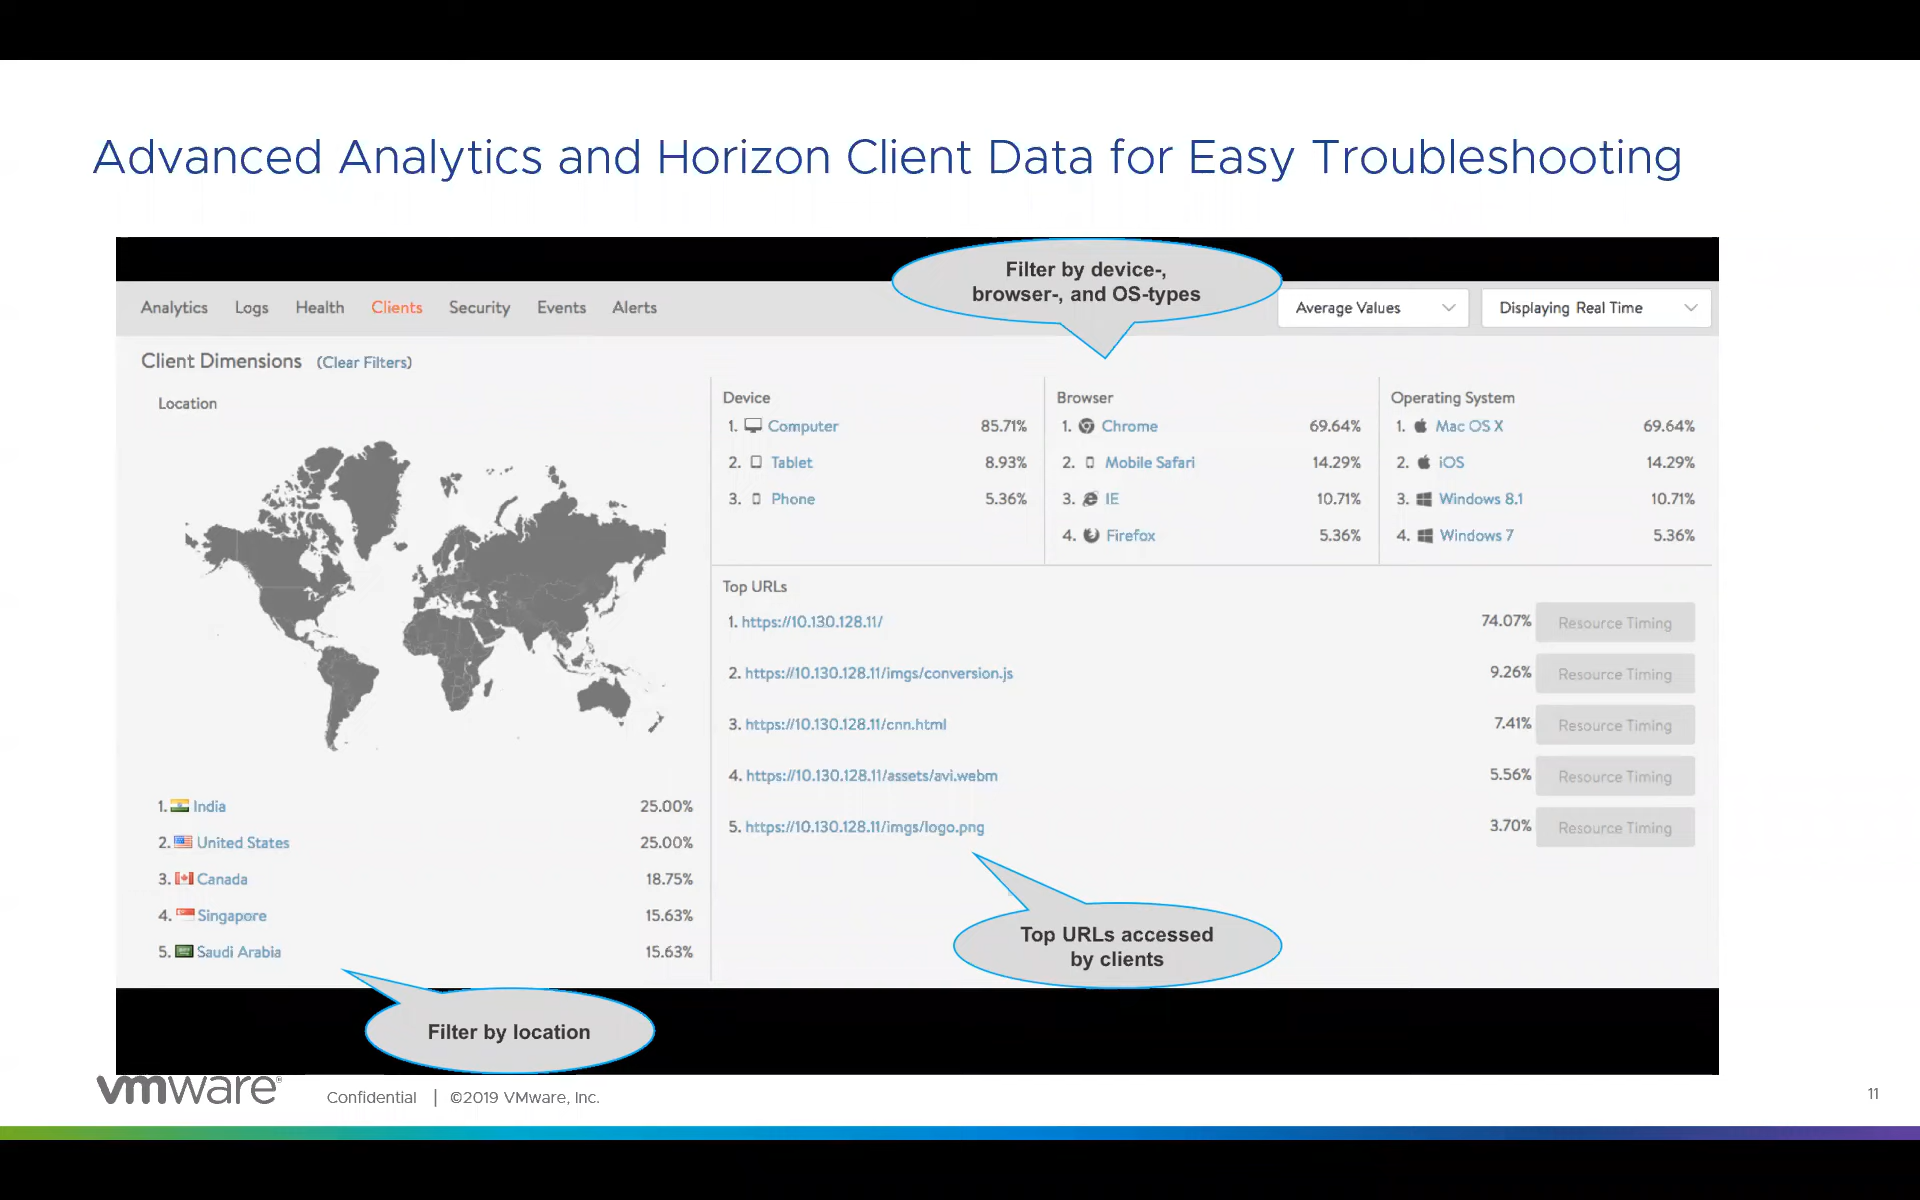 Advanced Analytics and Horizon Client Data for Easy Troubleshooting
Filter by device-,
browser-, and OS-types
Analytics Logs Health Clients Security Events Alerts
Average Values
Displaying Real Time
Client Dimensions (Clear Filters)
Location
1. India 25.00%
2. United States 25.00%
3. Canada 18.75%
4. Singapore 15.63%
5. Saudi Arabia 15.63%
Filter by location
Device
1. Computer 85.71%
2. Tablet 8.93%
3. Phone 5.36%
Browser
1. Chrome 69.64%
2. Mobile Safari 14.29%
3. IE 10.71%
4. Firefox 5.36%
Operating System
1. Mac OS X 69.64%
2. iOS 14.29%
3. Windows 8.1 10.71%
4. Windows 7 5.36%
Top URLs
1. https://10.130.128.11/ 74.07% Resource Timing
2. https://10.130.128.11/imgs/conversion.js 9.26% Resource Timing
3. https://10.130.128.11/cnn.html 7.41% Resource Timing
4. https://10.130.128.11/assets/avi.webm 5.56% Resource Timing
5. https://10.130.128.11/imgs/logo.png 3.70% Resource Timing
Top URLs accessed
by clients
vmware® Confidential | ©2019 VMware, Inc. 11